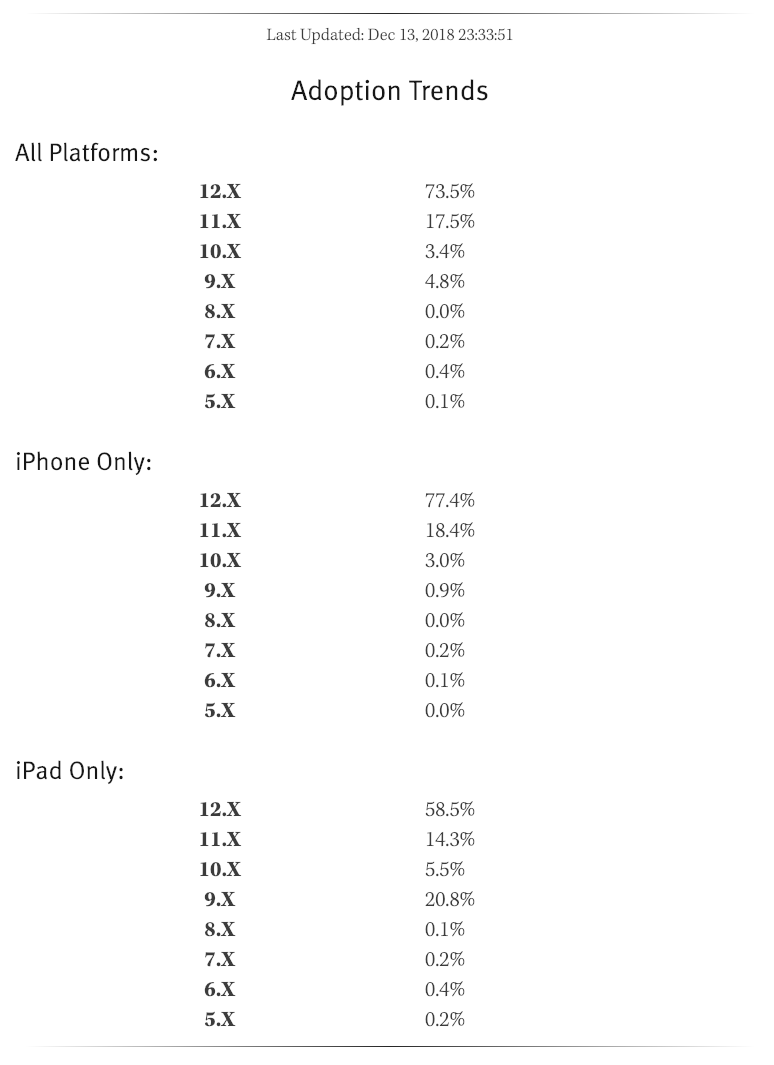 Last Updated: Dec 13, 2018 23:33:51
Adoption Trends
All Platforms:
12.X 73.5%
11.X 17.5%
10.X 3.4%
9.X 4.8%
8.X 0.0%
7.X 0.2%
6.X 0.4%
5.X 0.1%
iPhone Only:
12.X 77.4%
11.X 18.4%
10.X 3.0%
9.X 0.9%
8.X 0.0%
7.X 0.2%
6.X 0.1%
5.X 0.0%
iPad Only:
12.X 58.5%
11.X 14.3%
10.X 5.5%
9.X 20.8%
8.X 0.1%
7.X 0.2%
6.X 0.4%
5.X 0.2%